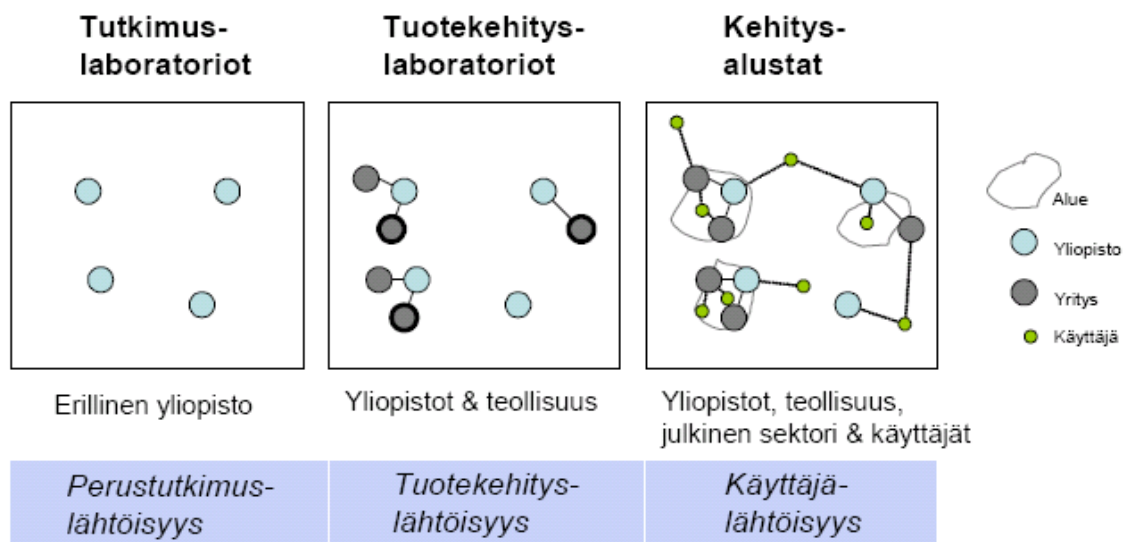 Tutkimus-
laboratoriot
Tuotekehitys-
laboratoriot
Kehitys-
alustat
Alue
Yliopisto
Yritys
Käyttäjä
Erillinen yliopisto
Yliopistot & teollisuus
Yliopistot, teollisuus,
julkinen sektori & käyttäjät
Perustutkimus-
lähtöisyys
Tuotekehitys-
lähtöisyys
Käyttäjä-
lähtöisyys